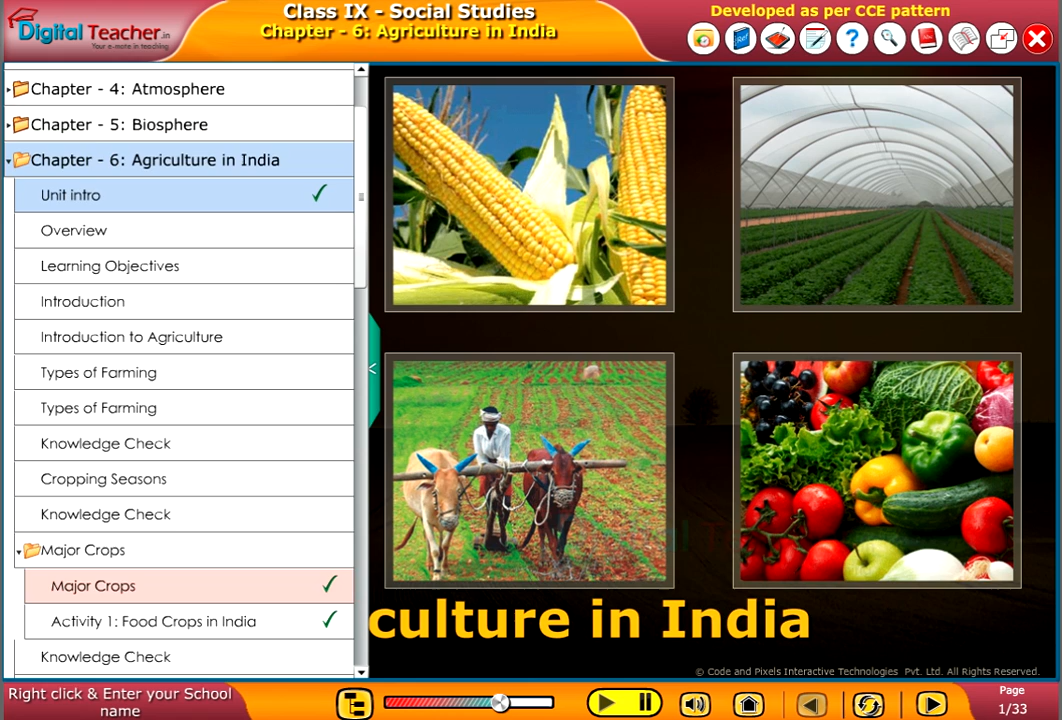 Digital Teacher.in
Your e-mate in teaching
Class IX - Social Studies
Chapter - 6: Agriculture in India
Developed as per CCE pattern
Ref
?
Chapter - 4: Atmosphere
Chapter - 5: Biosphere
Chapter - 6: Agriculture in India
Unit intro
Overview
Learning Objectives
Introduction
Introduction to Agriculture
Types of Farming
Types of Farming
Knowledge Check
Cropping Seasons
Knowledge Check
Major Crops
Major Crops
Activity 1: Food Crops in India
Knowledge Check
culture in India
© Code and Pixels Interactive Technologies Pvt. Ltd. All Rights Reserved.
Right click & Enter your School
name
Page
1/33